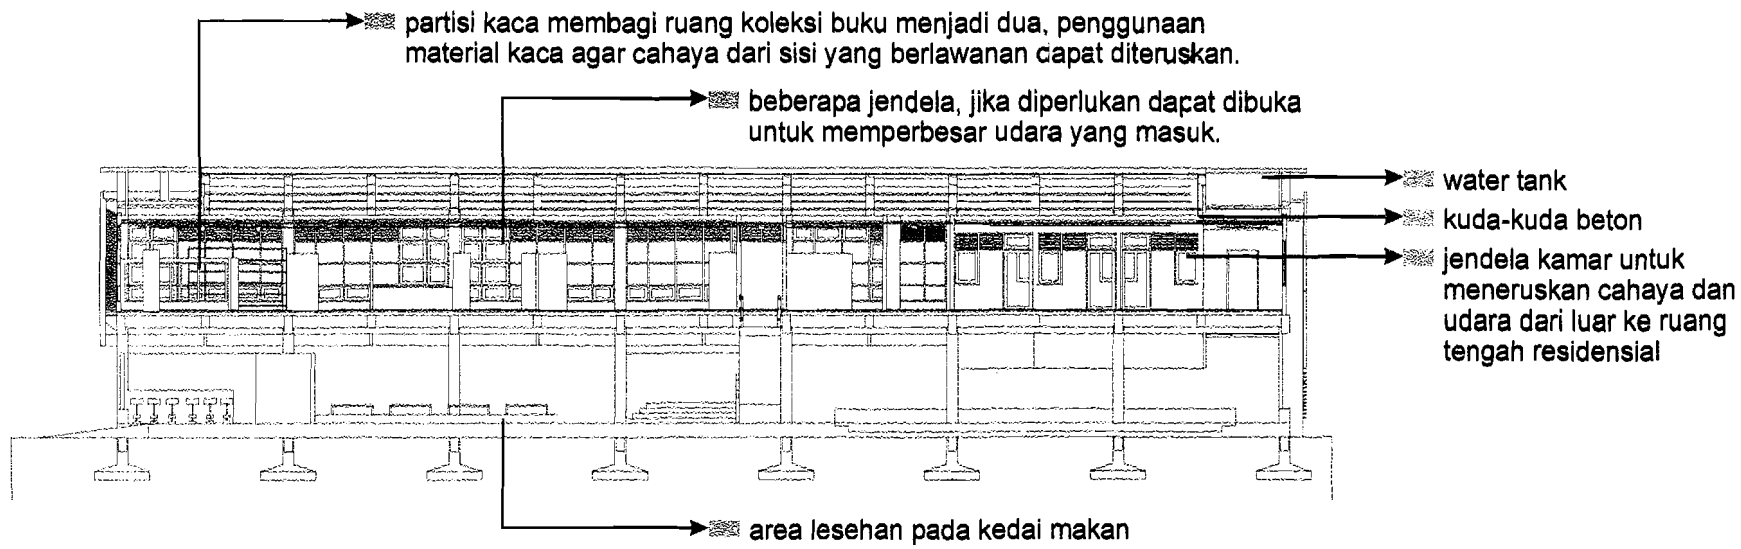 partisi kaca membagi ruang koleksi buku menjadi dua, penggunaan
material kaca agar cahaya dari sisi yang berlawanan dapat diteruskan.
beberapa jendela, jika diperlukan dapat dibuka
untuk memperbesar udara yang masuk.
water tank
kuda-kuda beton
jendela kamar untuk
meneruskan cahaya dan
udara dari luar ke ruang
tengah residensial
area lesehan pada kedai makan